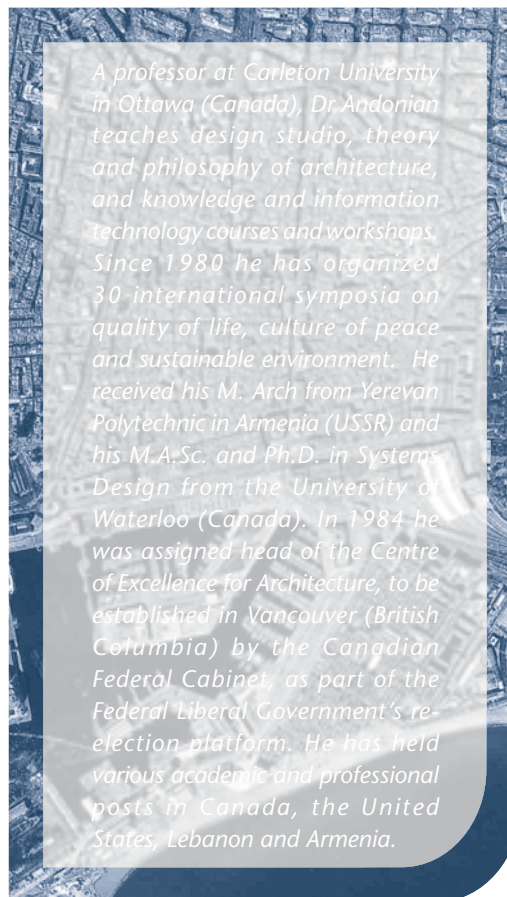 A professor at Carleton University
in Ottawa (Canada), Dr Andonian
teaches design studio, theory
and philosophy of architecture,
and knowledge and information
technology courses and workshops.
Since 1980 he has organized
30 international symposia on
quality of life, culture of peace
and sustainable environment. He
received his M. Arch from Yerevan
Polytechnic in Armenia (USSR) and
his M.A.Sc. and Ph.D. in Systems
Design from the University of
Waterloo (Canada). In 1984 he
was assigned head of the Centre
of Excellence for Architecture, to be
established in Vancouver (British
Columbia) by the Canadian
Federal Cabinet, as part of the
Federal Liberal Government's re-
election platform. He has held
various academic and professional
posts in Canada, the United
States, Lebanon and Armenia.